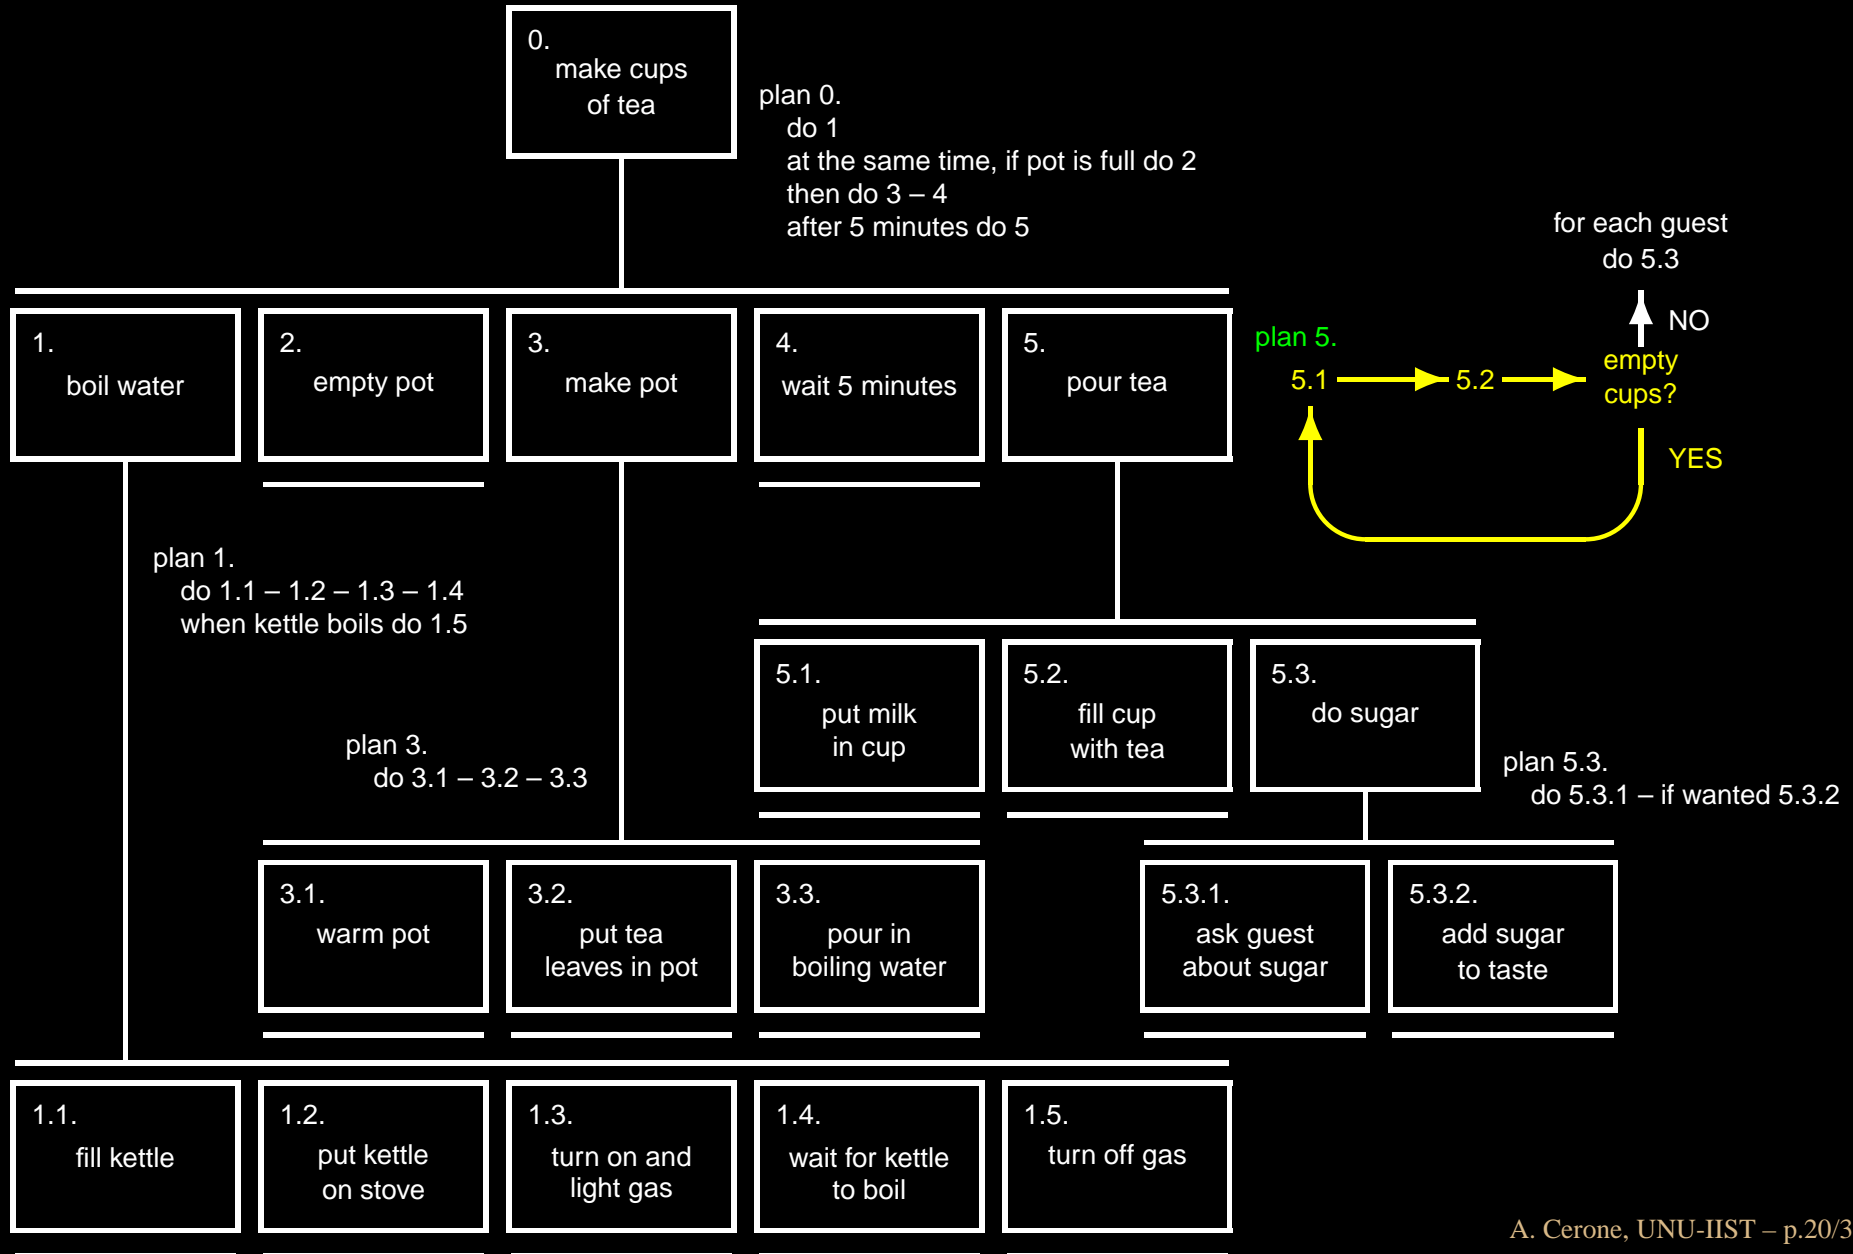 0.
make cups
of tea
plan 0.
do 1
at the same time, if pot is full do 2
then do 3 – 4
after 5 minutes do 5
for each guest
do 5.3
NO
1.
boil water
2.
empty pot
3.
make pot
4.
wait 5 minutes
5.
pour tea
plan 5.
5.1
5.2
empty
cups?
YES
plan 1.
do 1.1 – 1.2 – 1.3 – 1.4
when kettle boils do 1.5
5.1.
put milk
in cup
5.2.
fill cup
with tea
5.3.
do sugar
plan 3.
do 3.1 – 3.2 – 3.3
plan 5.3.
do 5.3.1 – if wanted 5.3.2
3.1.
warm pot
3.2.
put tea
leaves in pot
3.3.
pour in
boiling water
5.3.1.
ask guest
about sugar
5.3.2.
add sugar
to taste
1.1.
fill kettle
1.2.
put kettle
on stove
1.3.
turn on and
light gas
1.4.
wait for kettle
to boil
1.5.
turn off gas
A. Cerone, UNU-IIST – p.20/3